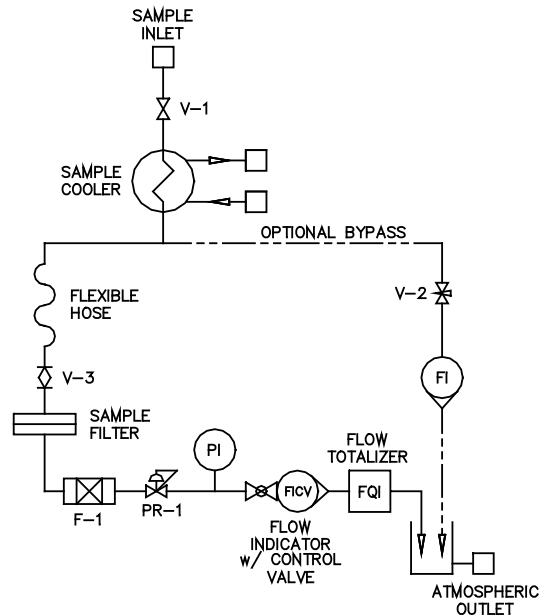 SAMPLE
INLET
V-1
SAMPLE
COOLER
OPTIONAL BYPASS
FLEXIBLE
HOSE
V-2
V-3
FI
SAMPLE
FILTER
PI
FLOW
TOTALIZER
FICV
FQI
F-1
PR-1
FLOW
INDICATOR
w/ CONTROL
VALVE
ATMOSPHERIC
OUTLET